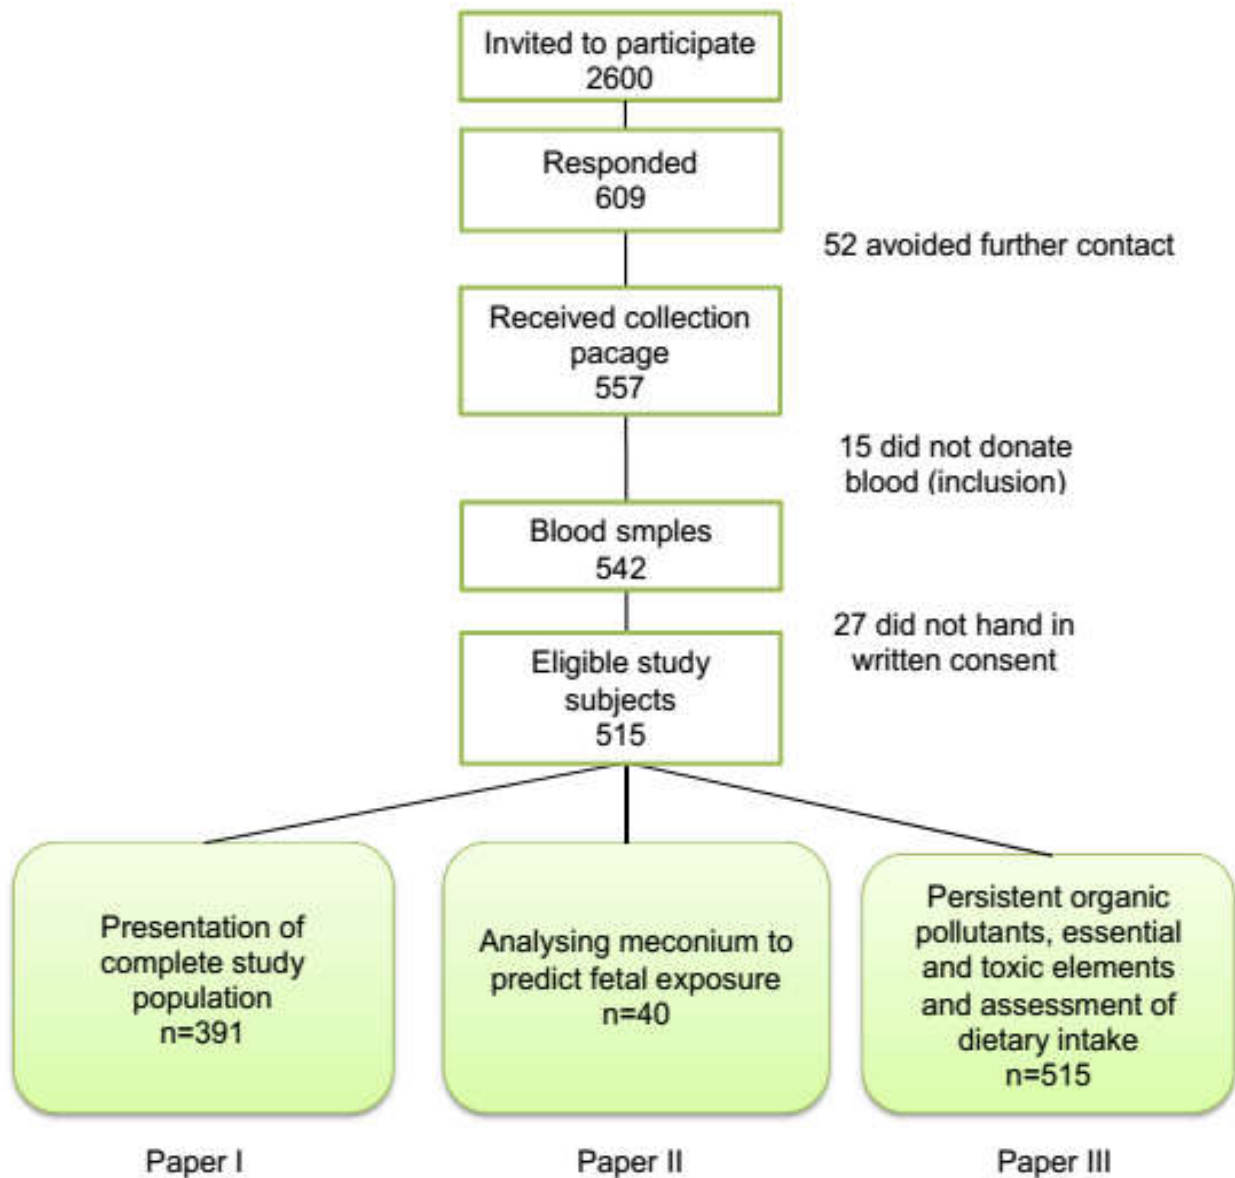 Invited to participate
2600
Responded
609
52 avoided further contact
Received collection
pacage
557
15 did not donate
blood (inclusion)
Blood smples
542
27 did not hand in
written consent
Eligible study
subjects
515
Presentation of
complete study
population
n=391
Analysing meconium to
predict fetal exposure
n=40
Persistent organic
pollutants, essential
and toxic elements
and assessment of
dietary intake
n=515
Paper I
Paper II
Paper III